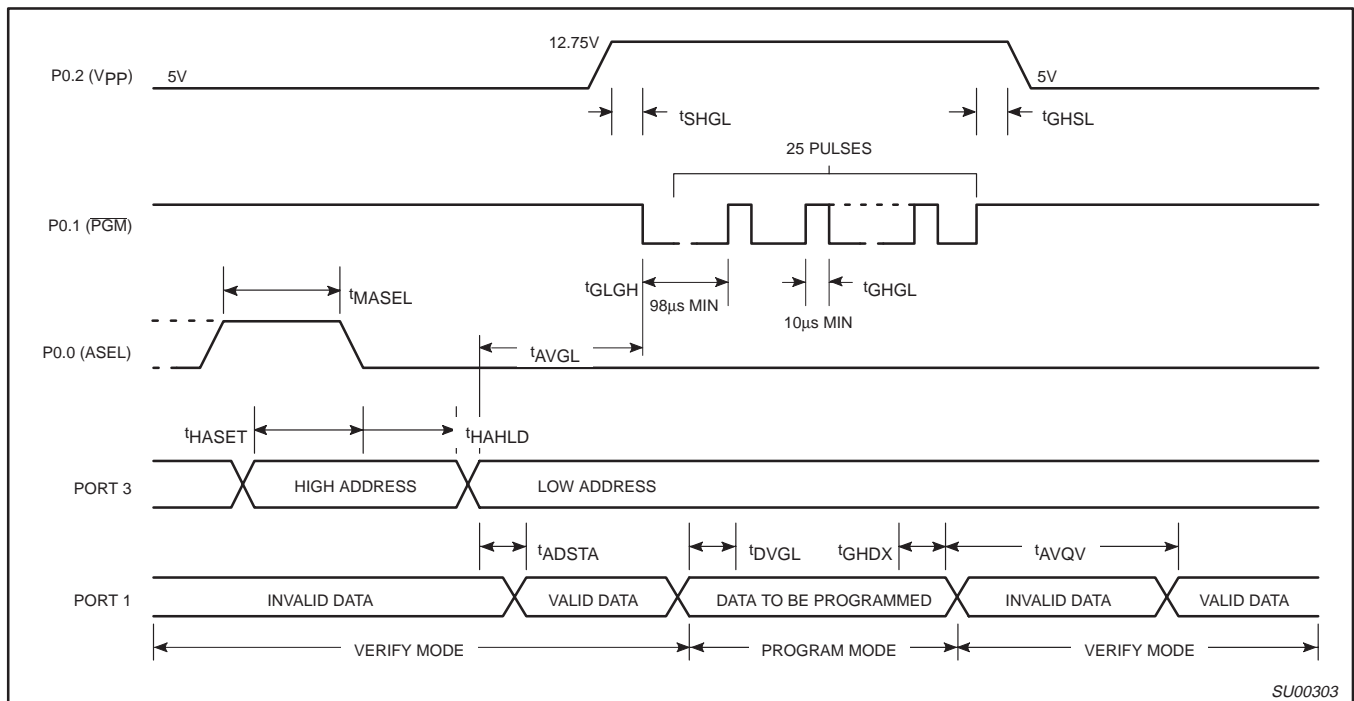 12.75V
P0.2 (VPP)
5V
5V
tSHGL
tGHSL
25 PULSES
P0.1 (PGM)
tMASEL
tGLGH
98µs MIN
tGHGL
10µs MIN
P0.0 (ASEL)
tAVGL
tHASET
tHAHLD
PORT 3
HIGH ADDRESS
LOW ADDRESS
tADSTA
tDVGL
tGHDX
tAVQV
PORT 1
INVALID DATA
VALID DATA
DATA TO BE PROGRAMMED
INVALID DATA
VALID DATA
VERIFY MODE
PROGRAM MODE
VERIFY MODE
SU00303